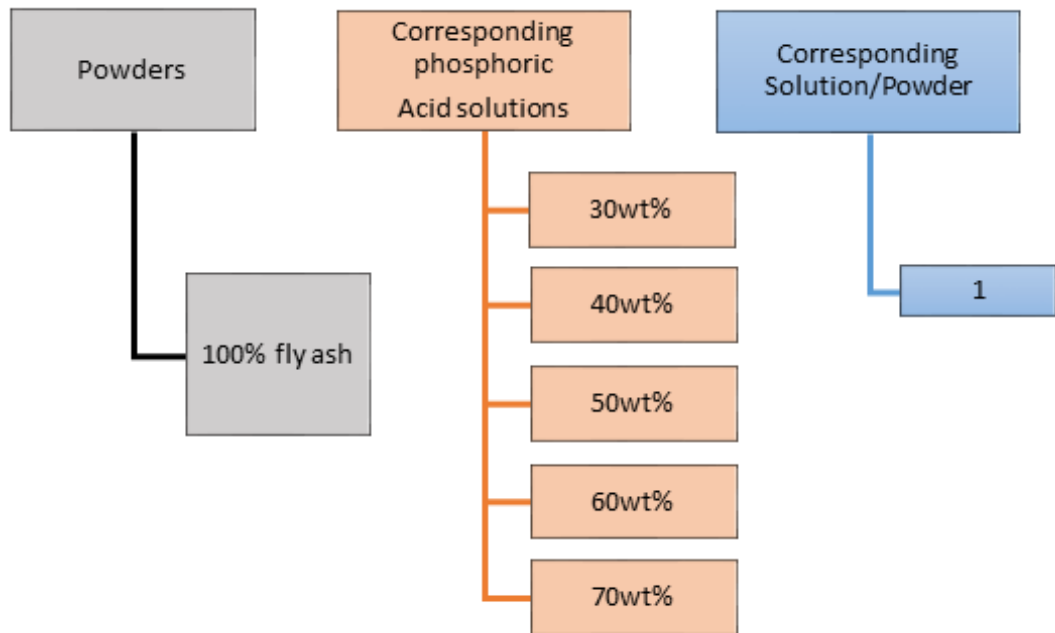 Powders
100% fly ash
Corresponding
phosphoric
Acid solutions
30wt%
40wt%
50wt%
60wt%
70wt%
Corresponding
Solution/Powder
1